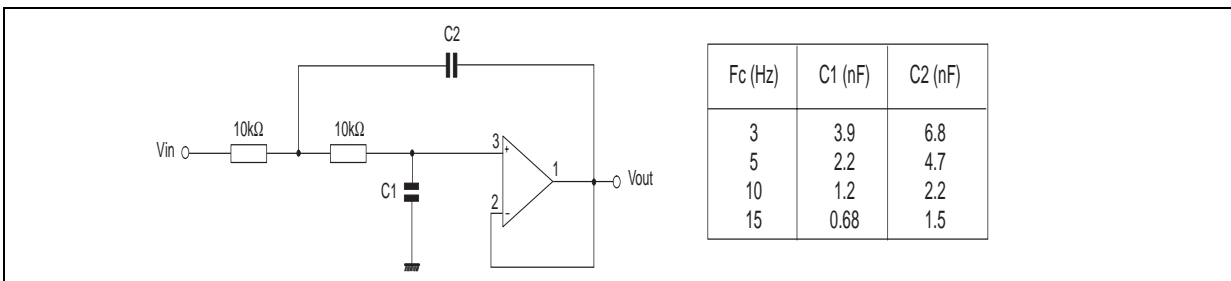 C2
10kΩ
10kΩ
Vin
3
+
1
Vout
C1
2
-
Fc (Hz) C1 (nF) C2 (nF)
3 3.9 6.8
5 2.2 4.7
10 1.2 2.2
15 0.68 1.5